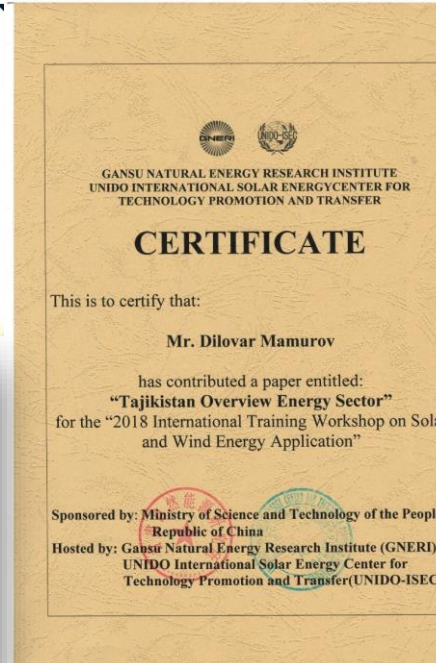 GNERI
UNIDO-ISEC
GANSU NATURAL ENERGY RESEARCH INSTITUTE
UNIDO INTERNATIONAL SOLAR ENERGYCENTER FOR
TECHNOLOGY PROMOTION AND TRANSFER
CERTIFICATE
This is to certify that:
Mr. Dilovar Mamurov
has contributed a paper entitled:
“Tajikistan Overview Energy Sector”
for the “2018 International Training Workshop on Sola
and Wind Energy Application”
Sponsored by: Ministry of Science and Technology of the Peopl
Republic of China
Hosted by: Gansu Natural Energy Research Institute (GNERI)
UNIDO International Solar Energy Center for
Technology Promotion and Transfer(UNIDO-ISEC